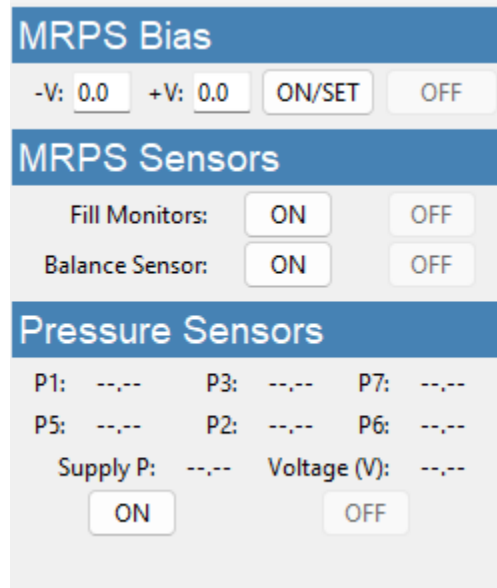 MRPS Bias
-V: 0.0 +V: 0.0 ON/SET OFF
MRPS Sensors
Fill Monitors: ON OFF
Balance Sensor: ON OFF
Pressure Sensors
P1: --.-- P3: --.-- P7: --.--
P5: --.-- P2: --.-- P6: --.--
Supply P: --.-- Voltage (V): --.--
ON OFF